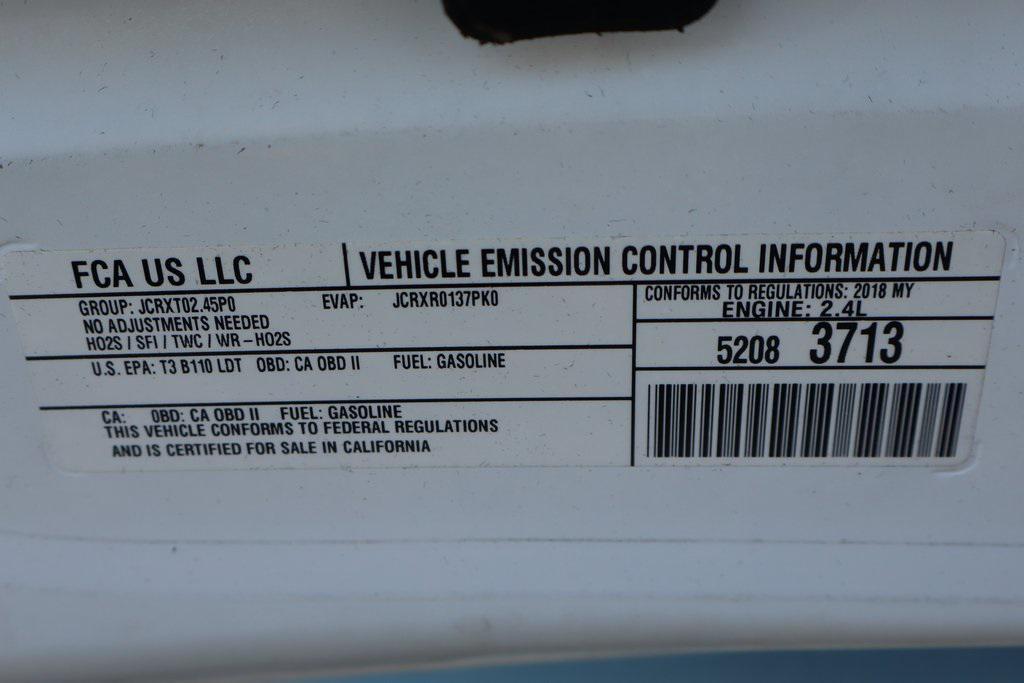 FCA US LLC
VEHICLE EMISSION CONTROL INFORMATION
GROUP: JCRXT02.45P0 EVAP: JCRXR0137PK0
NO ADJUSTMENTS NEEDED
HO2S / SFI / TWC / WR – HO2S
CONFORMS TO REGULATIONS: 2018 MY
ENGINE: 2.4L
5208 3713
U.S. EPA: T3 B110 LDT OBD: CA OBD II FUEL: GASOLINE
CA: OBD: CA OBD II FUEL: GASOLINE
THIS VEHICLE CONFORMS TO FEDERAL REGULATIONS
AND IS CERTIFIED FOR SALE IN CALIFORNIA